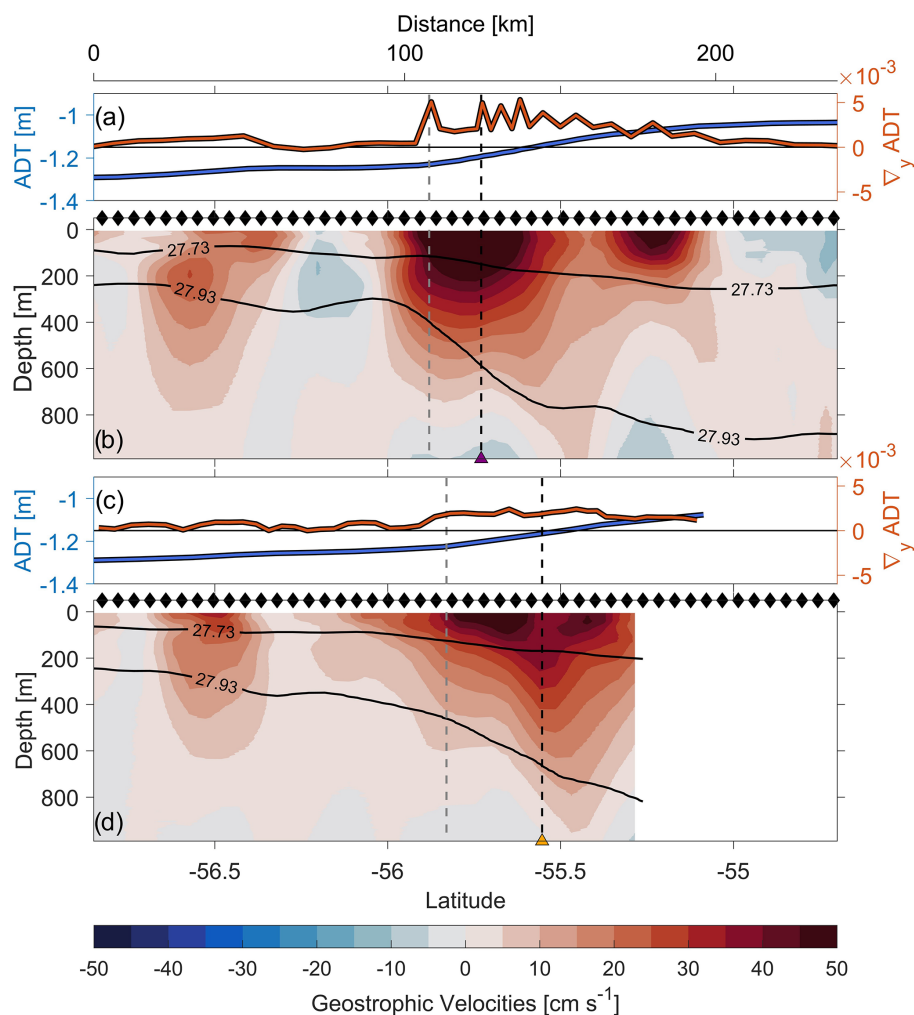 Distance [km]
0 100 200
×10⁻³
(a)
-1
-1.2
-1.4
ADT [m]
5
0
-5
∇y ADT
0
200
400
600
800
Depth [m]
27.73
27.93
27.73
27.93
(b)
×10⁻³
(c)
-1
-1.2
-1.4
ADT [m]
5
0
-5
∇y ADT
0
200
400
600
800
Depth [m]
27.73
27.93
(d)
-56.5 -56 -55.5 -55
Latitude
-50 -40 -30 -20 -10 0 10 20 30 40 50
Geostrophic Velocities [cm s⁻¹]